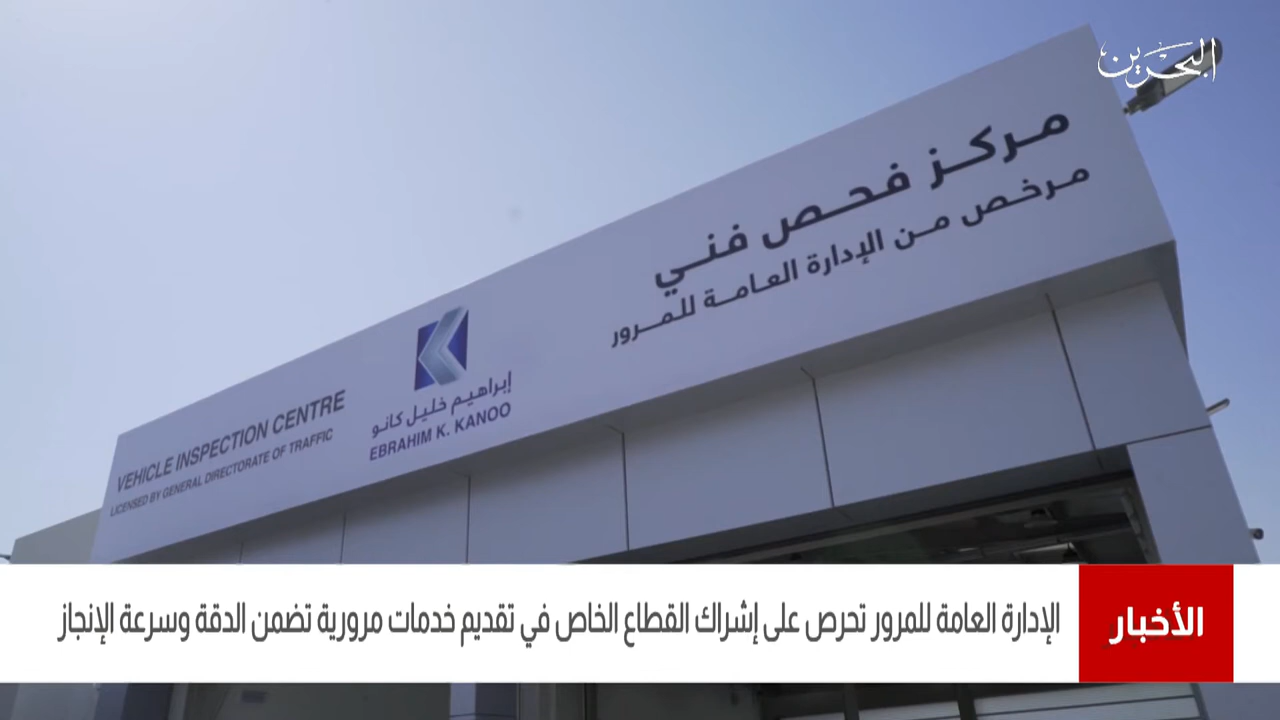 البحرين
مركز فحص فني
مرخص من الإدارة العامة للمرور
إبراهيم خليل كانو
EBRAHIM K. KANOO
VEHICLE INSPECTION CENTRE
LICENSED BY GENERAL DIRECTORATE OF TRAFFIC
الأخبار
الإدارة العامة للمرور تحرص على إشراك القطاع الخاص في تقديم خدمات مرورية تضمن الدقة وسرعة الإنجاز